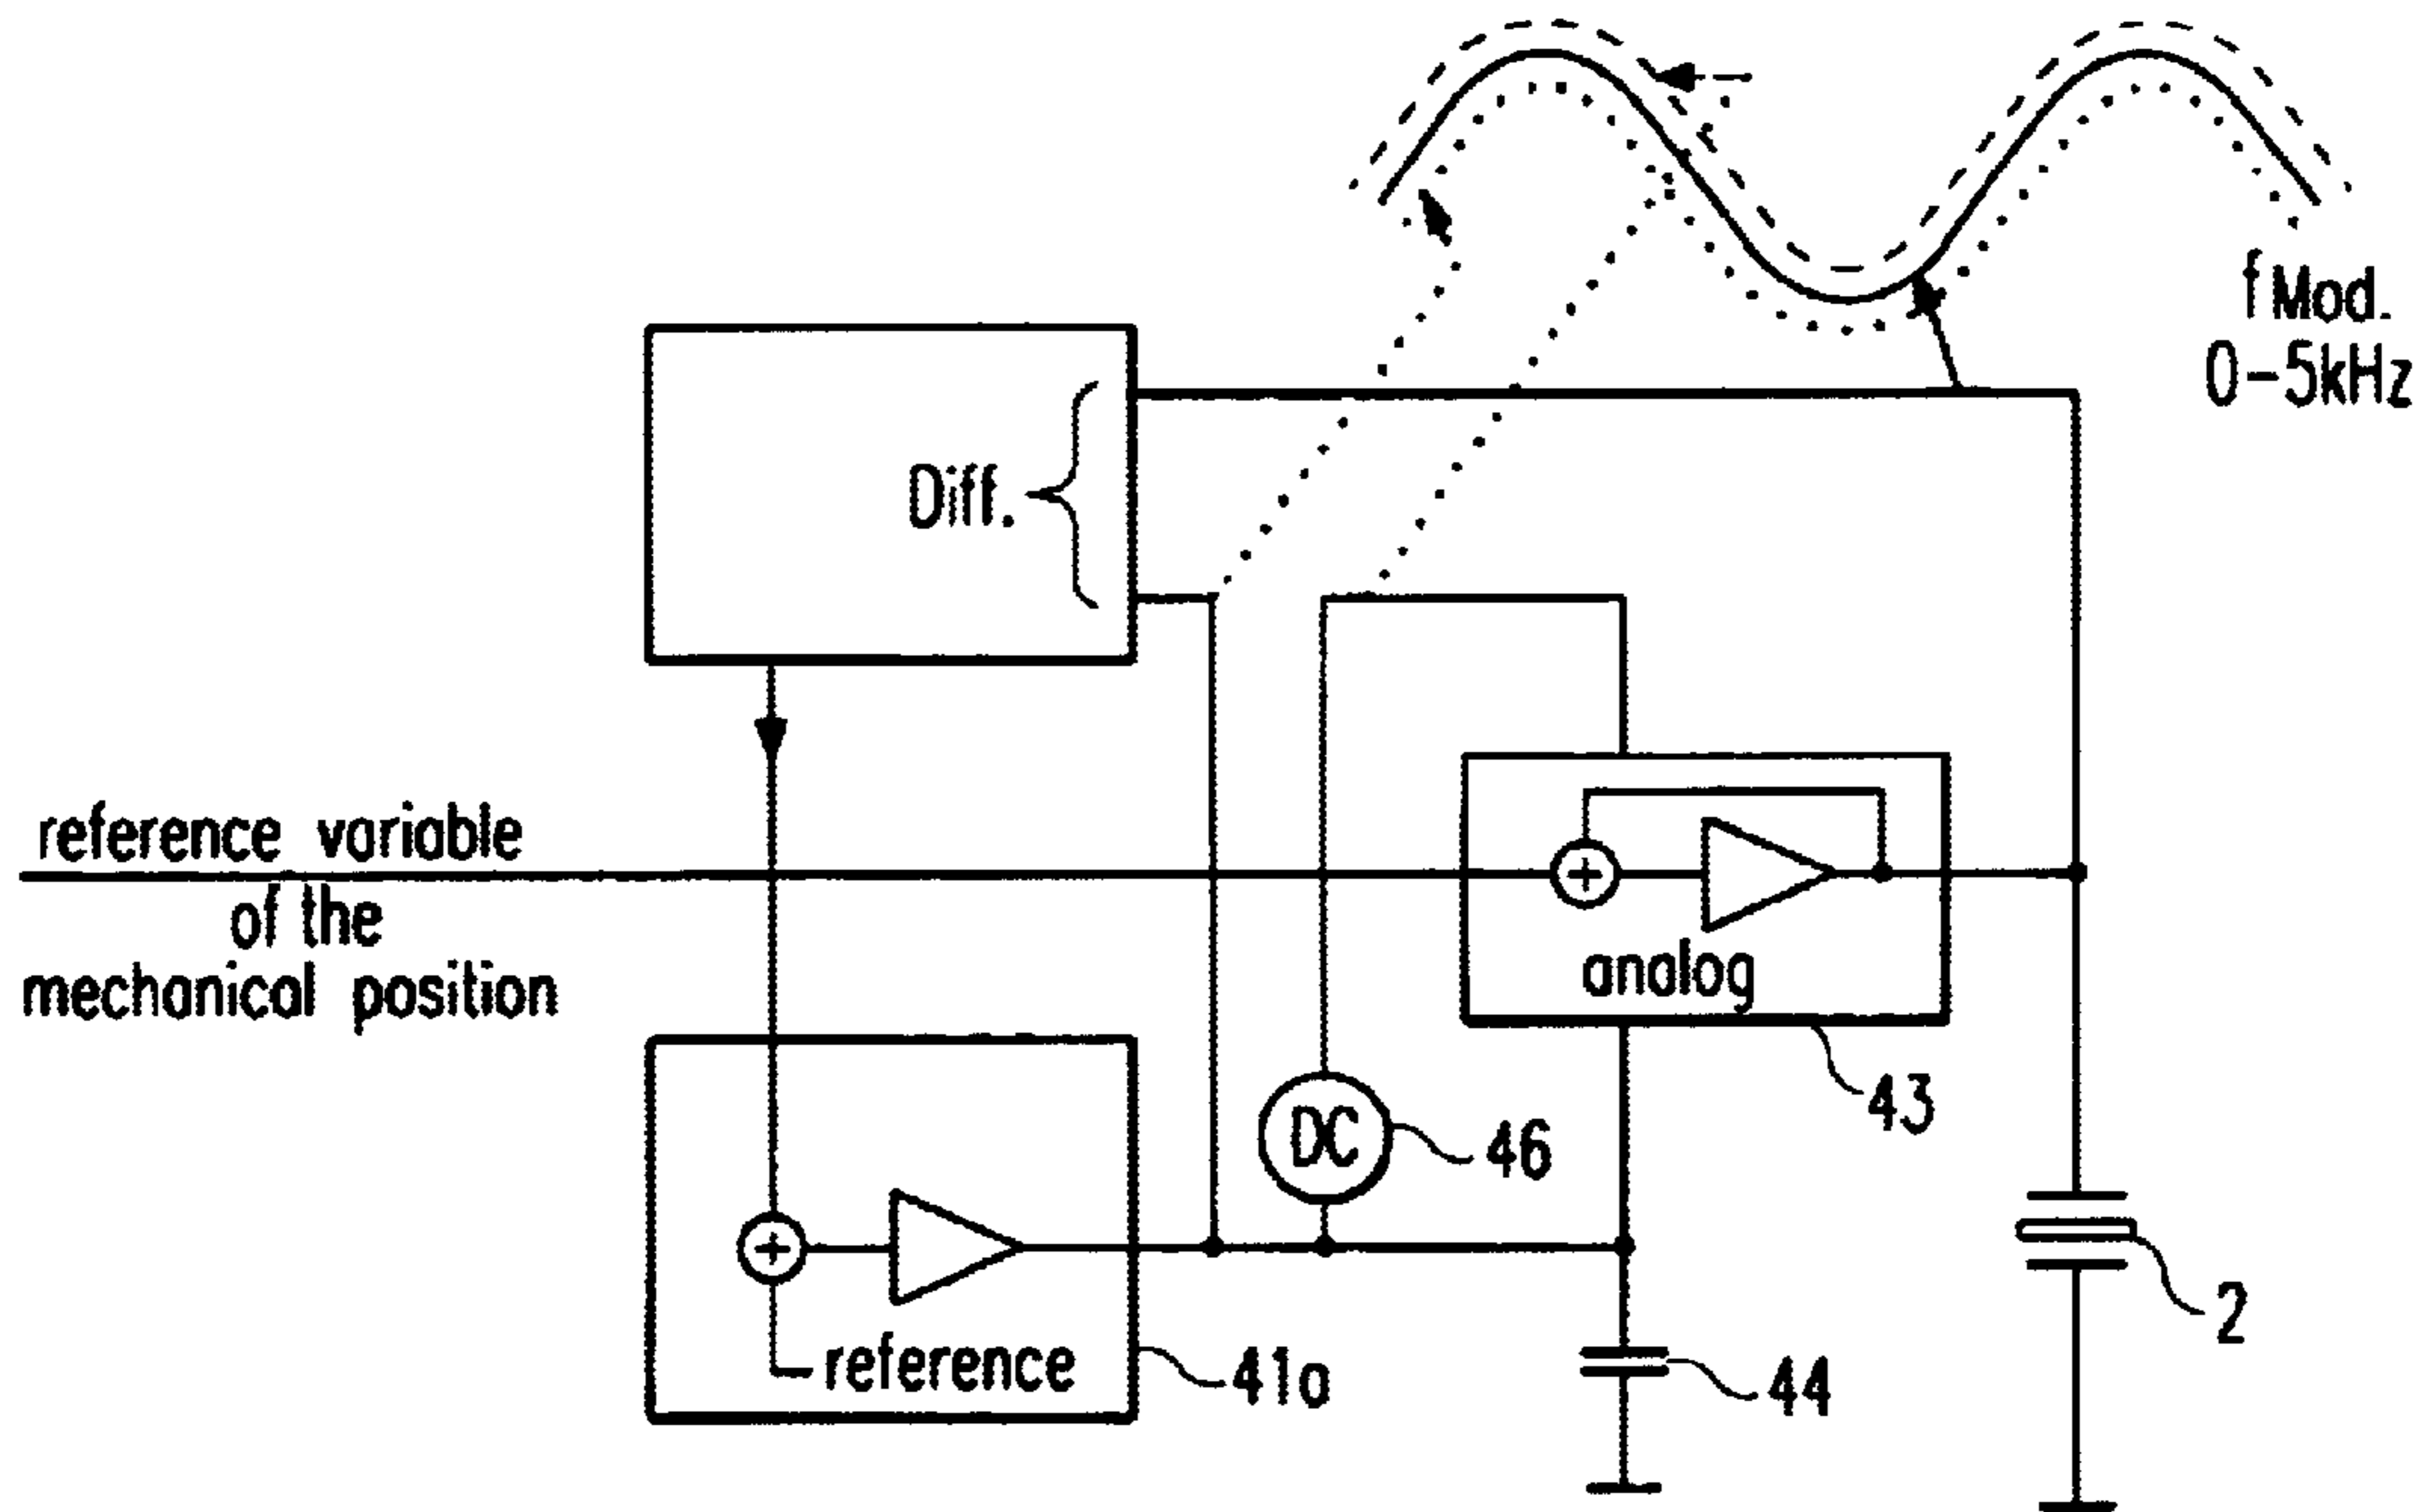 f Mod.
0-5kHz
Diff.
reference variable
of the
mechanical position
+
analog
43
DC
46
+
reference
41a
44
2